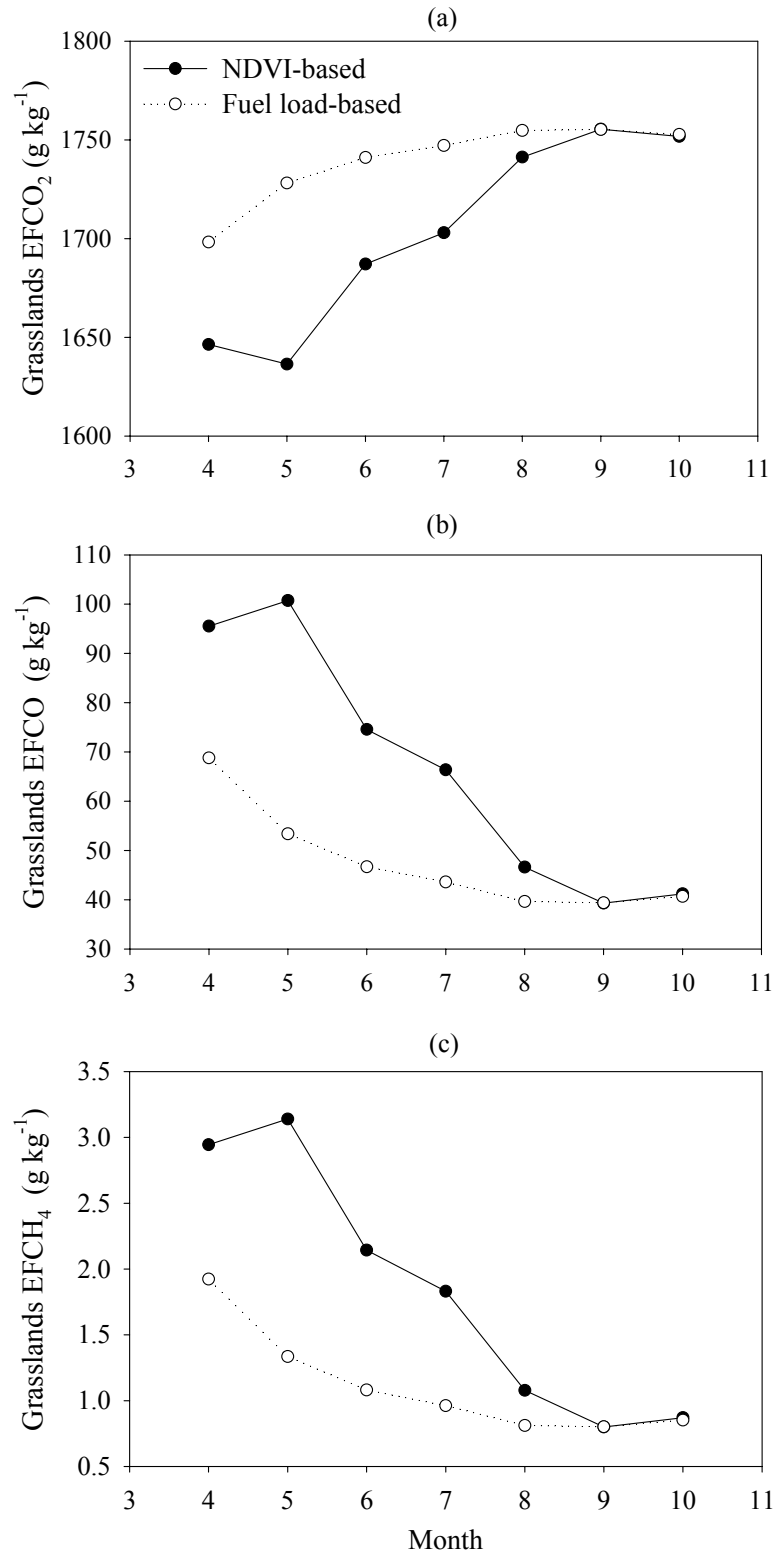 (a)
1800
1750
1700
1650
1600
Grasslands EFCO₂ (g kg⁻¹)
NDVI-based
Fuel load-based
3 4 5 6 7 8 9 10 11
(b)
110
100
90
80
70
60
50
40
30
Grasslands EFCO (g kg⁻¹)
3 4 5 6 7 8 9 10 11
(c)
3.5
3.0
2.5
2.0
1.5
1.0
0.5
Grasslands EFCH₄ (g kg⁻¹)
3 4 5 6 7 8 9 10 11
Month